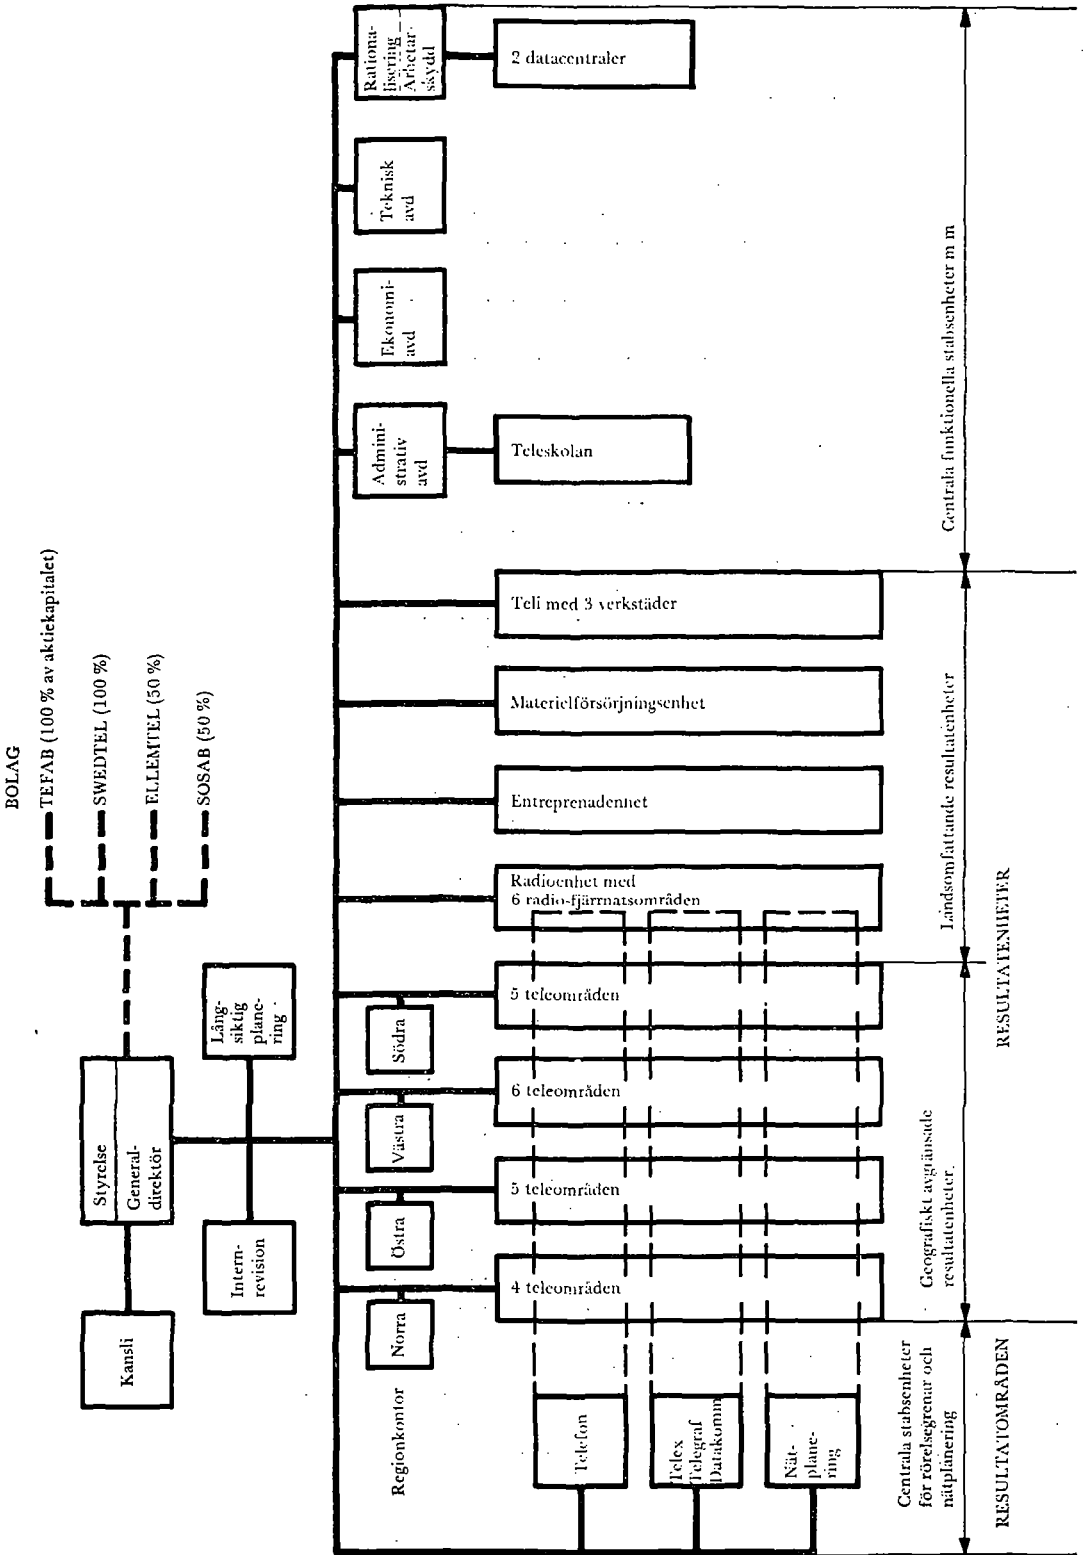 BOLAG
TEFAB (100 % av aktiekapitalet)
SWEDTEL (100 %)
ELLEMTEL (50 %)
SOSAB (50 %)
Styrelse
General-
direktör
Kansli
Intern-
revision
Lång-
siktig
plane-
ring
Rationa-
lisering
Arbetar-
skydd
Teknisk
avd
Ekonomi-
avd
Admini-
strativ
avd
2 datacentraler
Teleskolan
Regionkontor
Norra
Östra
Västra
Södra
4 teleområden
5 teleområden
6 teleområden
5 teleområden
Radioenhet med
6 radio-fjärrnätsområden
Entreprenadenhet
Materielförsörjningsenhet
Teli med 3 verkstäder
Telefon
Telex
Telegraf
Datakomm
Nät-
plane-
ring
Centrala stabsenheter
för rörelsegrenar och
nätplanering
Geografiskt avgränsade
resultatenheter
Landsomfattande resultatenheter
Centrala funktionella stabsenheter m m
RESULTATOMRÅDEN
RESULTATENHETER